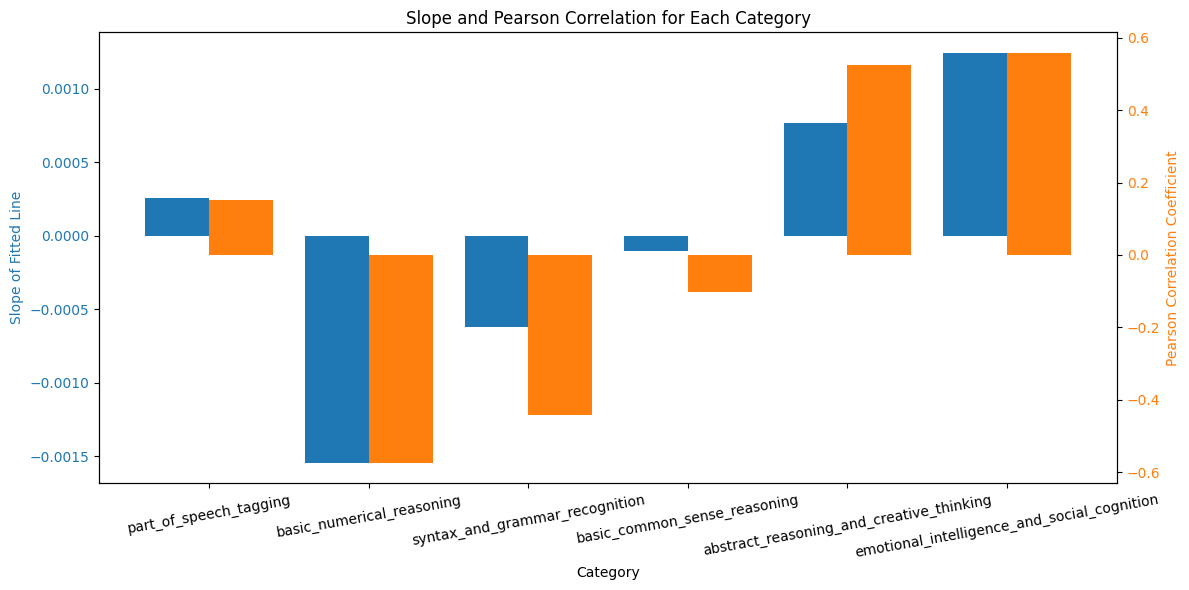 Slope and Pearson Correlation for Each Category
0.0010
0.0005
0.0000
−0.0005
−0.0010
−0.0015
Slope of Fitted Line
0.6
0.4
0.2
0.0
−0.2
−0.4
−0.6
Pearson Correlation Coefficient
part_of_speech_tagging
basic_numerical_reasoning
syntax_and_grammar_recognition
basic_common_sense_reasoning
abstract_reasoning_and_creative_thinking
emotional_intelligence_and_social_cognition
Category